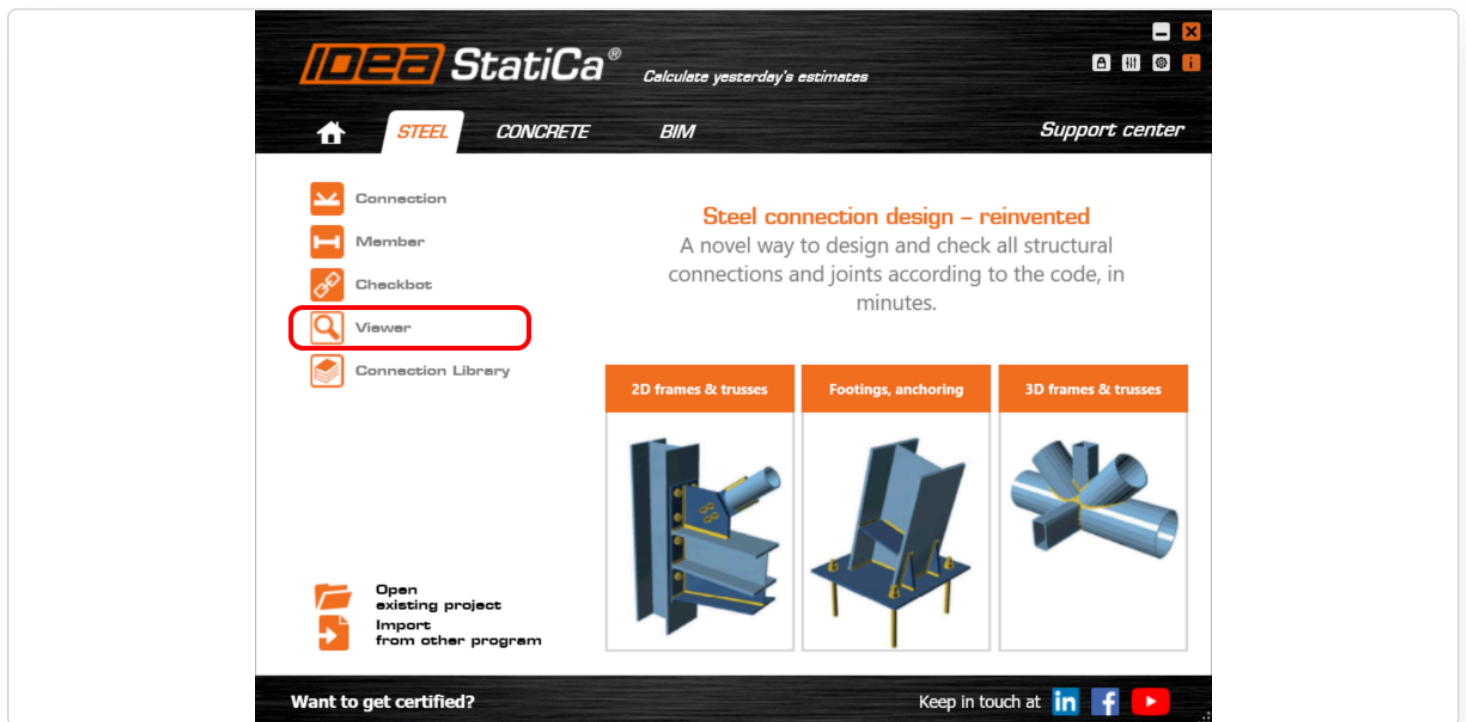 IDEA StatiCa®
Calculate yesterday's estimates
STEEL
CONCRETE
BIM
Support center
Connection
Member
Checkbot
Viewer
Connection Library
Steel connection design – reinvented
A novel way to design and check all structural
connections and joints according to the code, in
minutes.
2D frames & trusses
Footings, anchoring
3D frames & trusses
Open
existing project
Import
from other program
Want to get certified?
Keep in touch at